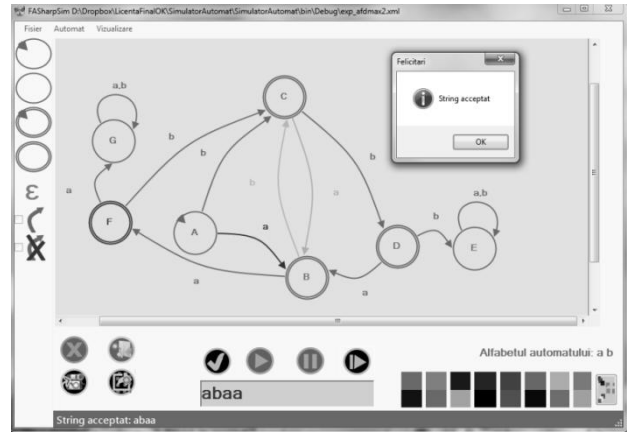 FASharpSim D:\Dropbox\LicentaFinalOK\SimulatorAutomat\SimulatorAutomat\bin\Debug\exp_afdmax2.xml
Fisier Automat Vizualizare
Felicitari
String acceptat
OK
a,b
C
G
b
b
b
a
b
a,b
ε
a
F
A
a
b
D
E
B
a
a
Alfabetul automatului: a b
abaa
String acceptat: abaa